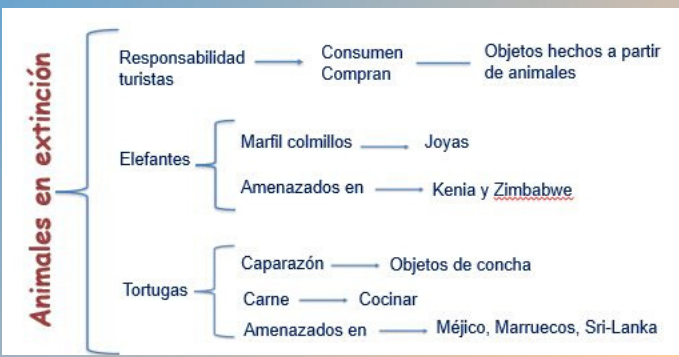 Animales en extinción
Responsabilidad
turistas
Consumen
Compran
Objetos hechos a partir
de animales
Elefantes
Marfil colmillos
Joyas
Amenazados en
Kenia y Zimbabwe
Tortugas
Caparazón
Objetos de concha
Carne
Cocinar
Amenazados en
Méjico, Marruecos, Sri-Lanka